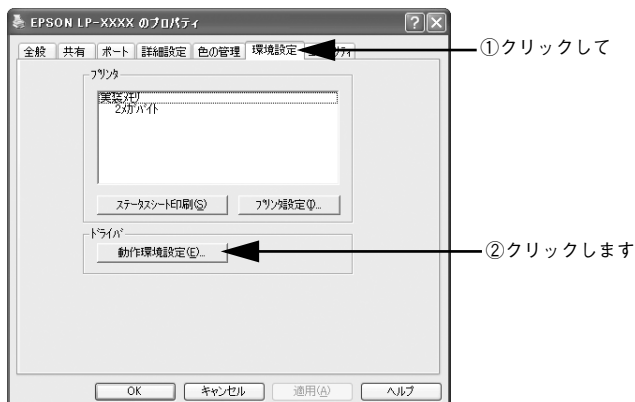 EPSON LP-XXXX のプロパティ
全般 共有 ポート 詳細設定 色の管理 環境設定
①クリックして
プリンタ
実装メモリ
2メガバイト
ステータスシート印刷(S) プリンタ設定(I)...
ドライバ
動作環境設定(E)...
②クリックします
OK キャンセル 適用(A) ヘルプ